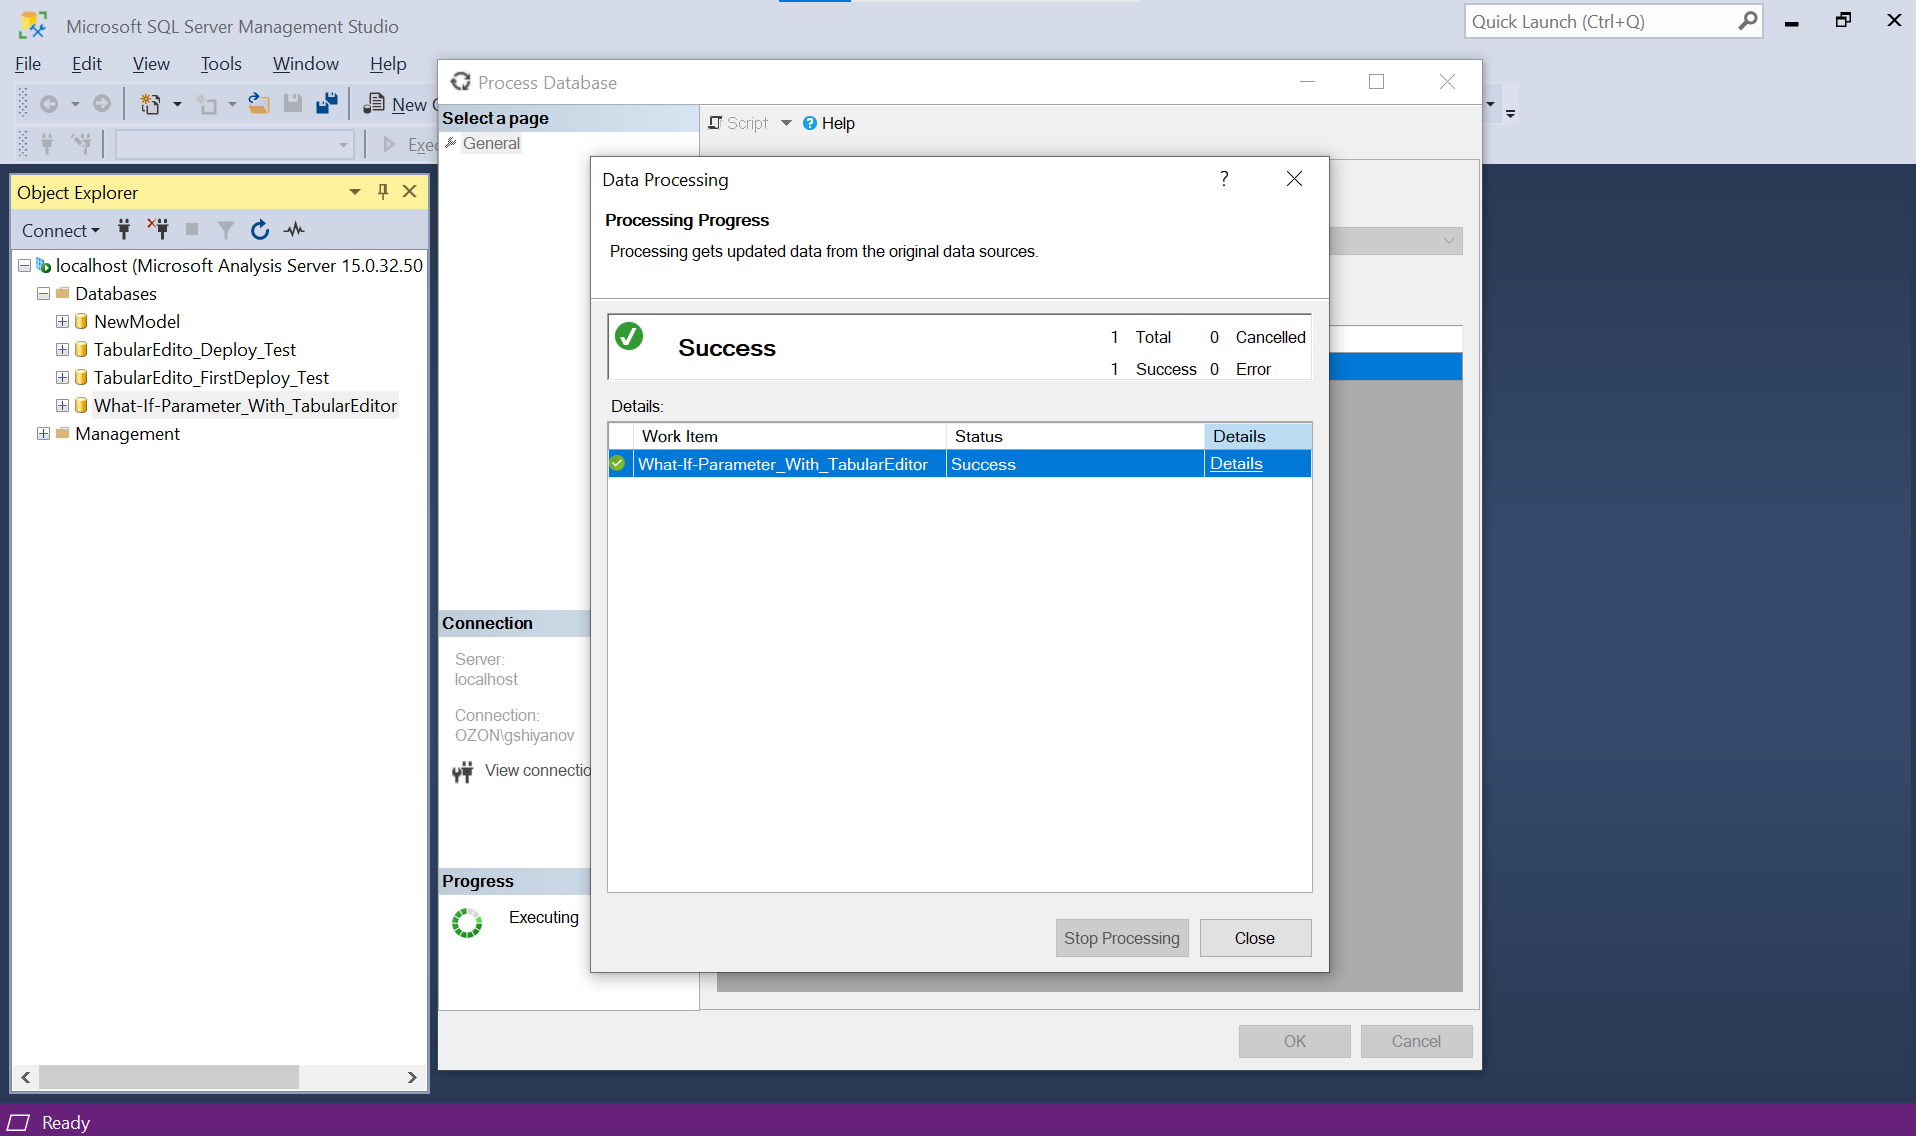 Microsoft SQL Server Management Studio
Quick Launch (Ctrl+Q)
File Edit View Tools Window Help
New
Process Database
Select a page
General
Script Help
Object Explorer
Connect
localhost (Microsoft Analysis Server 15.0.32.50
Databases
NewModel
TabularEdito_Deploy_Test
TabularEdito_FirstDeploy_Test
What-If-Parameter_With_TabularEditor
Management
Data Processing
?
Processing Progress
Processing gets updated data from the original data sources.
Success
1 Total 0 Cancelled
1 Success 0 Error
Details:
Work Item Status Details
What-If-Parameter_With_TabularEditor Success Details
Connection
Server:
localhost
Connection:
OZON\gshiyanov
View connectio
Progress
Executing
Stop Processing Close
OK Cancel
Ready